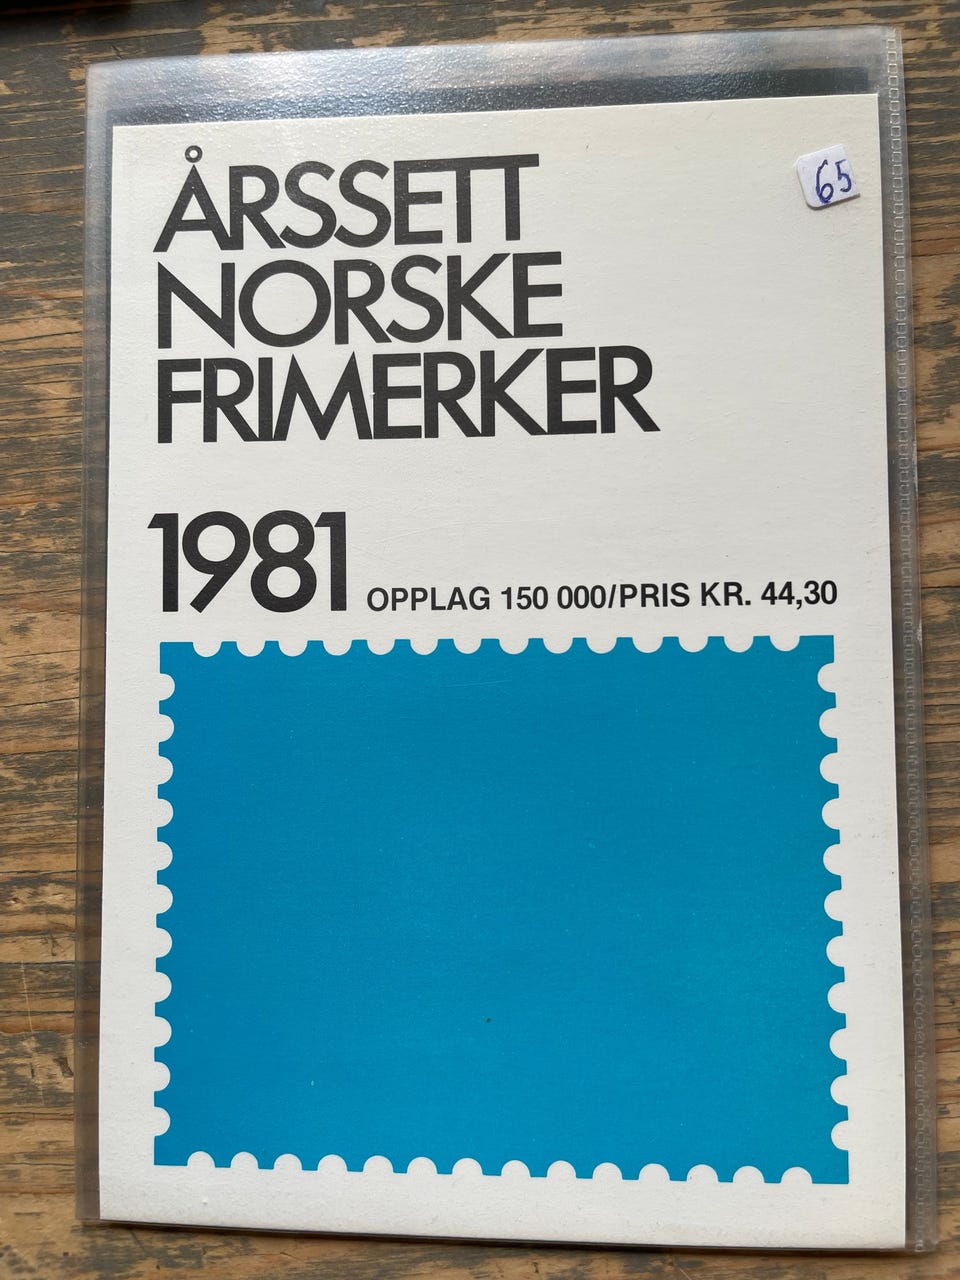 ÅRSSETT
NORSKE
FRIMERKER
65
1981 OPPLAG 150 000/PRIS KR. 44,30